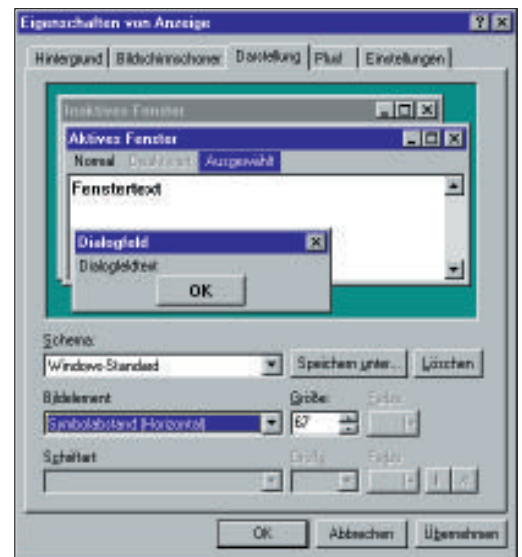 Eigenschaften von Anzeige
Hintergrund Bildschirmschoner Darstellung Plus! Einstellungen
Inaktives Fenster
Aktives Fenster
Normal Deaktiviert Ausgewählt
Fenstertext
Dialogfeld
Dialogfeldtext
OK
Schema:
Windows-Standard Speichern unter... Löschen
Bildelement Größe: Farbe:
Symbolabstand (Horizontal) 67
Schriftart Größe Farbe:
F K
OK Abbrechen Übernehmen